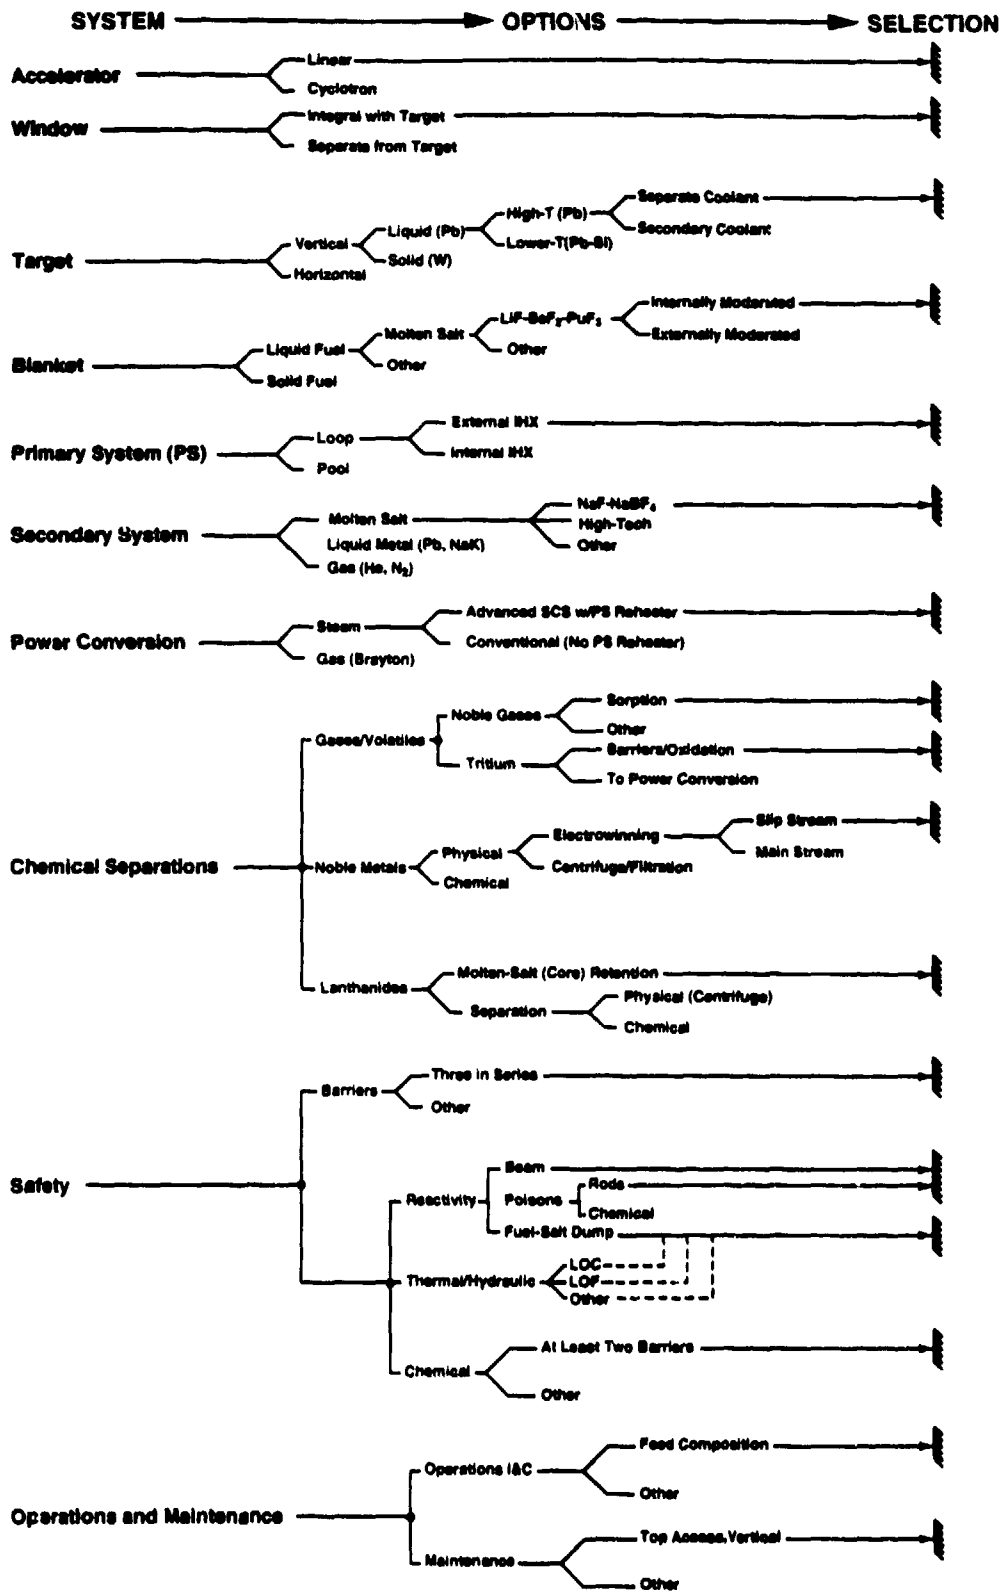 SYSTEM OPTIONS SELECTION
Linear
Accelerator
Cyclotron
Integral with Target
Window
Separate from Target
Separate Coolant
High-T (Pb)
Liquid (Pb)
Secondary Coolant
Vertical
Lower-T(Pb-Bi)
Target
Solid (W)
Horizontal
Internally Moderated
LiF-BeF₂-PuF₃
Molten Salt
Externally Moderated
Liquid Fuel
Other
Blanket
Other
Solid Fuel
External IHX
Loop
Primary System (PS)
Internal IHX
Pool
NaF-NaBF₄
Molten Salt
High-Tech
Secondary System
Liquid Metal (Pb, NaK)
Other
Gas (He, N₂)
Advanced SCS w/PS Reheater
Steam
Power Conversion
Conventional (No PS Reheater)
Gas (Brayton)
Sorption
Noble Gases
Other
Gases/Volatiles
Barriers/Oxidation
Tritium
To Power Conversion
Slip Stream
Electrowinning
Physical
Main Stream
Chemical Separations
Noble Metals
Centrifuge/Filtration
Chemical
Molten-Salt (Core) Retention
Lanthanides
Physical (Centrifuge)
Separation
Chemical
Three in Series
Barriers
Other
Beam
Safety
Rods
Reactivity
Poisons
Chemical
Fuel-Salt Dump
LOC
Thermal/Hydraulic
LOF
Other
At Least Two Barriers
Chemical
Other
Feed Composition
Operations I&C
Other
Operations and Maintenance
Top Access,Vertical
Maintenance
Other